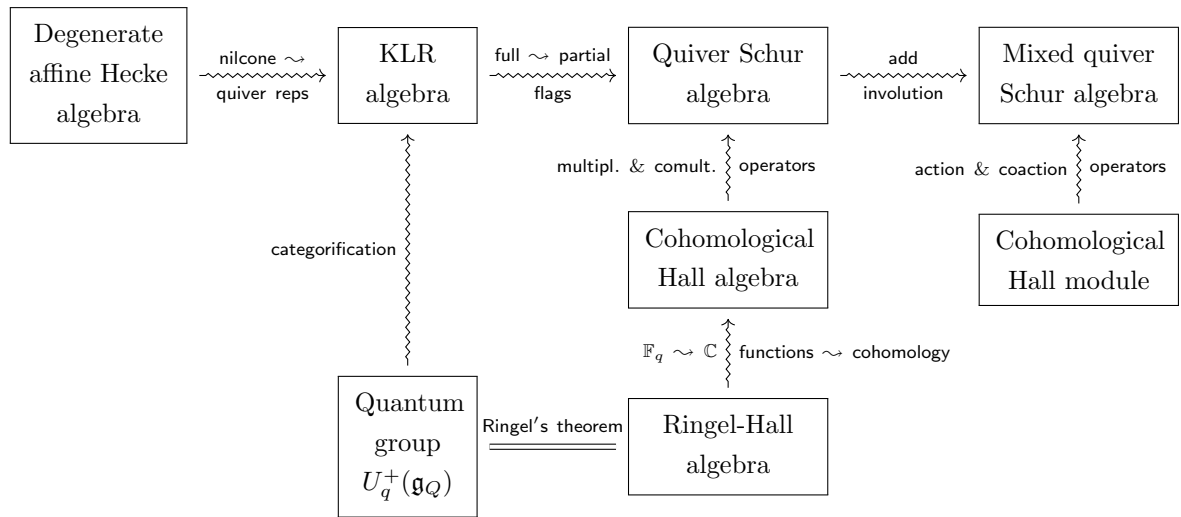 Degenerate
affine Hecke
algebra
nilcone ⇝
quiver reps
KLR
algebra
full ⇝ partial
flags
Quiver Schur
algebra
add
involution
Mixed quiver
Schur algebra
categorification
multipl. & comult. operators
action & coaction operators
Cohomological
Hall algebra
Cohomological
Hall module
𝔽_q ⇝ ℂ functions ⇝ cohomology
Quantum
group
U_q^+(𝔤_Q)
Ringel's theorem
Ringel-Hall
algebra